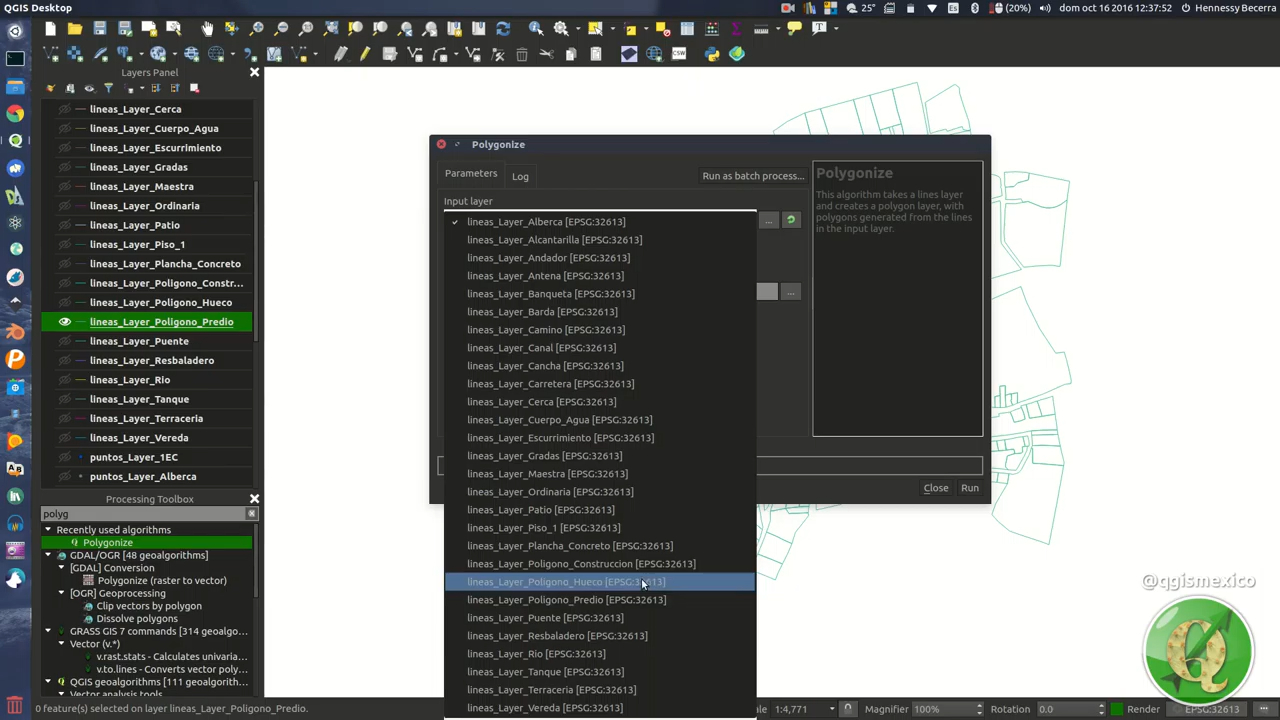 QGIS Desktop
25°
Es
(20%)
dom oct 16 2016 12:37:52
Hennessy Becerra
CSW
Layers Panel
lineas_Layer_Cerca
lineas_Layer_Cuerpo_Agua
lineas_Layer_Escurrimiento
lineas_Layer_Gradas
lineas_Layer_Maestra
lineas_Layer_Ordinaria
lineas_Layer_Patio
lineas_Layer_Piso_1
lineas_Layer_Plancha_Concreto
lineas_Layer_Poligono_Constr...
lineas_Layer_Poligono_Hueco
lineas_Layer_Poligono_Predio
lineas_Layer_Puente
lineas_Layer_Resbaladero
lineas_Layer_Rio
lineas_Layer_Tanque
lineas_Layer_Terraceria
lineas_Layer_Vereda
puntos_Layer_1EC
puntos_Layer_Alberca
Processing Toolbox
polyg
Recently used algorithms
Polygonize
GDAL/OGR [48 geoalgorithms]
[GDAL] Conversion
Polygonize (raster to vector)
[OGR] Geoprocessing
Clip vectors by polygon
Dissolve polygons
GRASS GIS 7 commands [314 geoalgorith...
Vector (v.*)
v.rast.stats - Calculates univaria...
v.to.lines - Converts vector poly...
QGIS geoalgorithms [111 geoalgorith...
Vector analysis tools
Polygonize
Parameters
Log
Run as batch process...
Input layer
lineas_Layer_Alberca [EPSG:32613]
lineas_Layer_Alcantarilla [EPSG:32613]
lineas_Layer_Andador [EPSG:32613]
lineas_Layer_Antena [EPSG:32613]
lineas_Layer_Banqueta [EPSG:32613]
lineas_Layer_Barda [EPSG:32613]
lineas_Layer_Camino [EPSG:32613]
lineas_Layer_Canal [EPSG:32613]
lineas_Layer_Cancha [EPSG:32613]
lineas_Layer_Carretera [EPSG:32613]
lineas_Layer_Cerca [EPSG:32613]
lineas_Layer_Cuerpo_Agua [EPSG:32613]
lineas_Layer_Escurrimiento [EPSG:32613]
lineas_Layer_Gradas [EPSG:32613]
lineas_Layer_Maestra [EPSG:32613]
lineas_Layer_Ordinaria [EPSG:32613]
lineas_Layer_Patio [EPSG:32613]
lineas_Layer_Piso_1 [EPSG:32613]
lineas_Layer_Plancha_Concreto [EPSG:32613]
lineas_Layer_Poligono_Construccion [EPSG:32613]
lineas_Layer_Poligono_Hueco [EPSG:32613]
lineas_Layer_Poligono_Predio [EPSG:32613]
lineas_Layer_Puente [EPSG:32613]
lineas_Layer_Resbaladero [EPSG:32613]
lineas_Layer_Rio [EPSG:32613]
lineas_Layer_Tanque [EPSG:32613]
lineas_Layer_Terraceria [EPSG:32613]
lineas_Layer_Vereda [EPSG:32613]
Polygonize
This algorithm takes a lines layer
and creates a polygon layer, with
polygons generated from the lines
in the input layer.
Close
Run
@qgismexico
0 feature(s) selected on layer lineas_Layer_Poligono_Predio.
1:4,771
Magnifier
100%
Rotation
0.0
Render
EPSG:32613